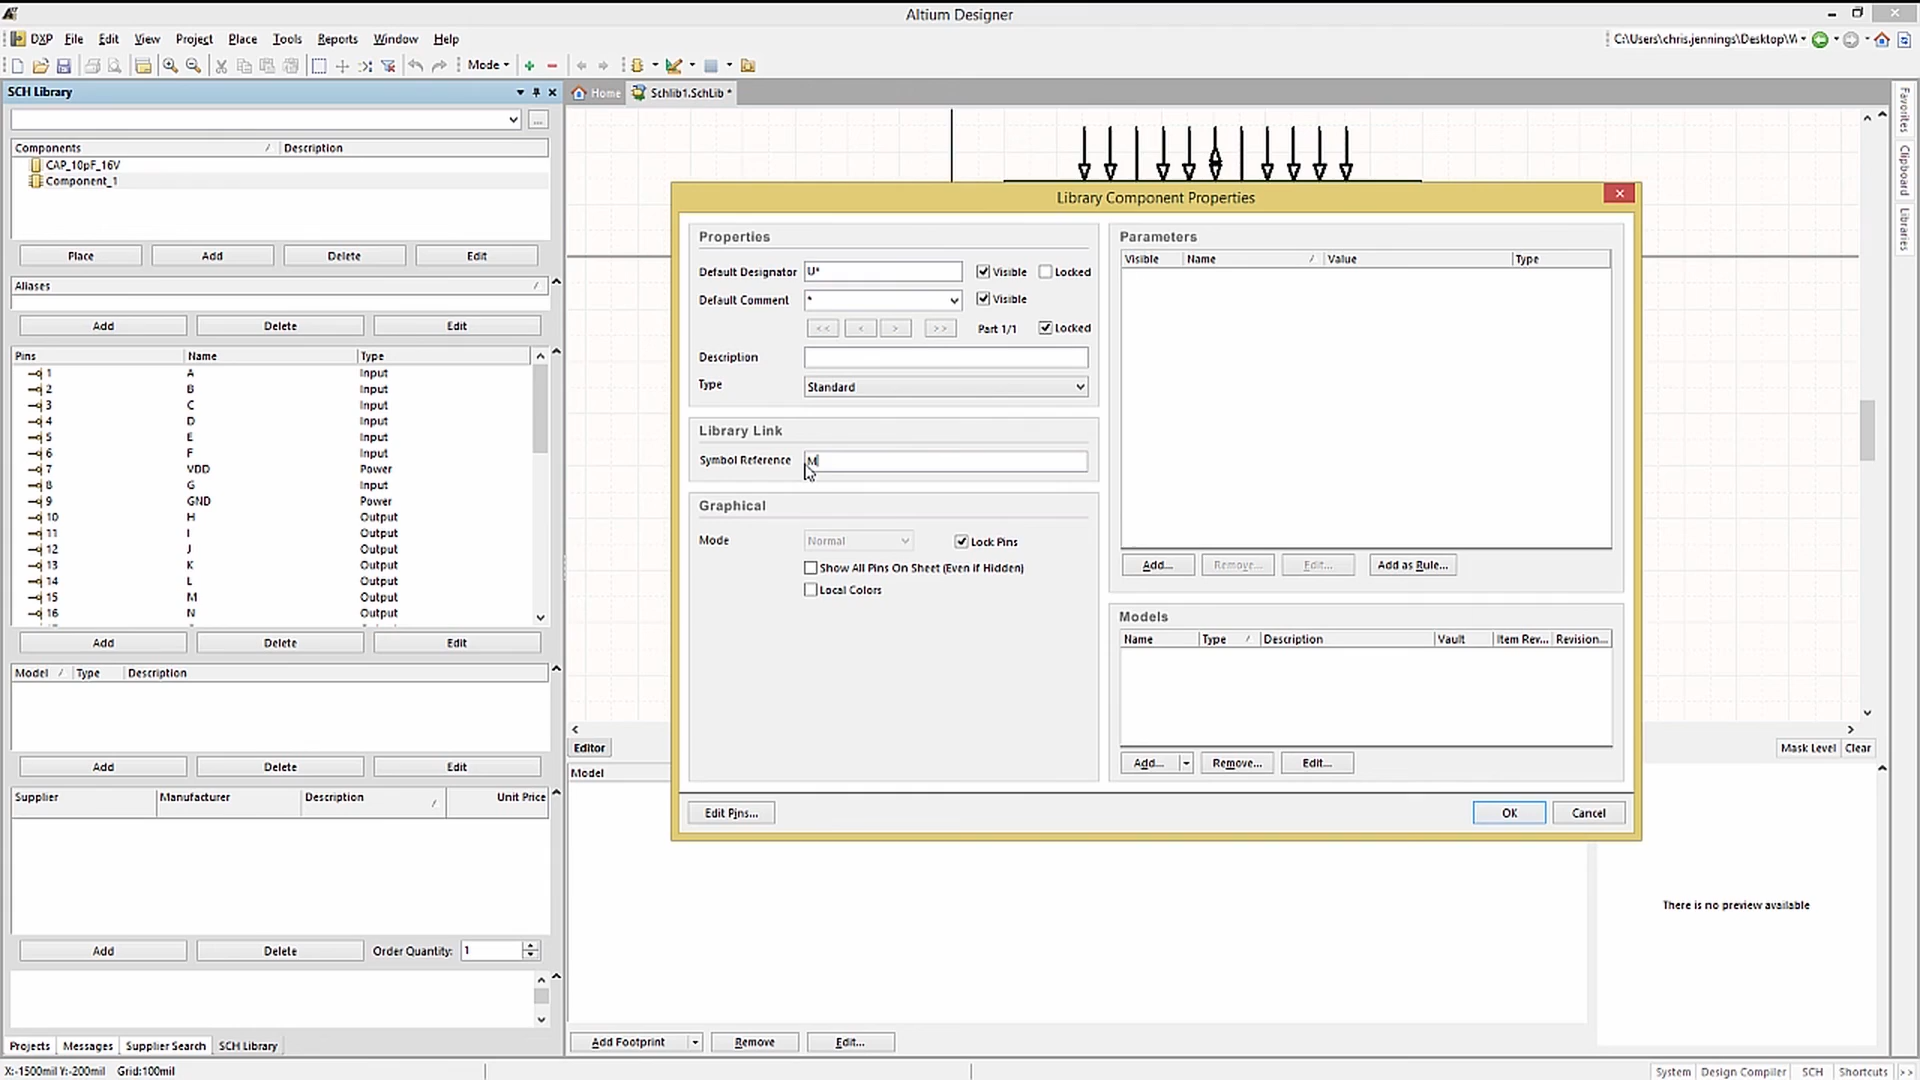 Altium Designer
DXP File Edit View Project Place Tools Reports Window Help
C:\Users\chris.jennings\Desktop\W
Mode
SCH Library
Home Schlib1.SchLib *
...
Components / Description
CAP_10pF_16V
Component_1
Place Add Delete Edit
Aliases /
Add Delete Edit
Pins Name Type
1 A Input
2 B Input
3 C Input
4 D Input
5 E Input
6 F Input
7 VDD Power
8 G Input
9 GND Power
10 H Output
11 I Output
12 J Output
13 K Output
14 L Output
15 M Output
16 N Output
Add Delete Edit
Model / Type Description
Add Delete Edit
Supplier Manufacturer Description / Unit Price
Add Delete Order Quantity: 1
Projects Messages Supplier Search SCH Library
X:-1500mil Y:-200mil Grid:100mil
Library Component Properties
Properties
Default Designator U* Visible Locked
Default Comment * Visible
<< < > >> Part 1/1 Locked
Description
Type Standard
Library Link
Symbol Reference M
Graphical
Mode Normal Lock Pins
Show All Pins On Sheet (Even if Hidden)
Local Colors
Parameters
Visible Name / Value Type
Add... Remove... Edit... Add as Rule...
Models
Name Type / Description Vault Item Rev... Revision...
Add... Remove... Edit...
Edit Pins... OK Cancel
Editor
Mask Level Clear
Model
There is no preview available
Add Footprint Remove Edit...
System Design Compiler SCH Shortcuts >>
Favorites
Clipboard
Libraries